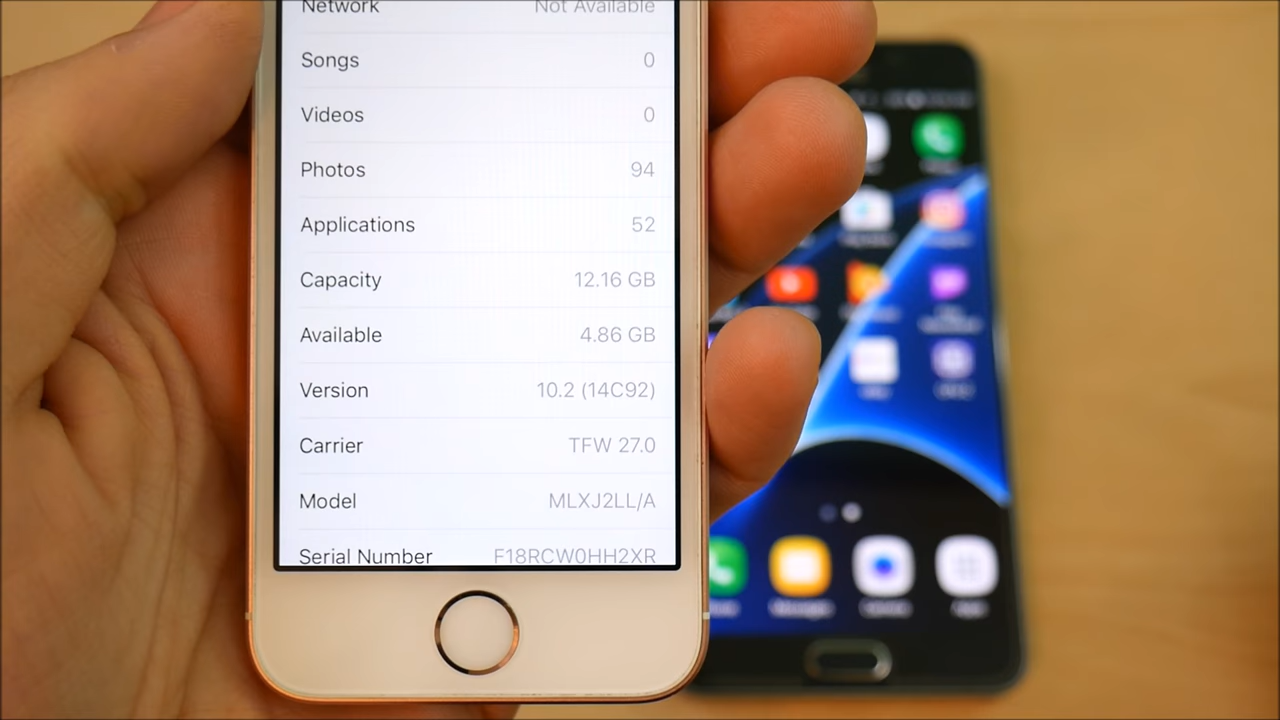 Network Not Available
Songs 0
Videos 0
Photos 94
Applications 52
Capacity 12.16 GB
Available 4.86 GB
Version 10.2 (14C92)
Carrier TFW 27.0
Model MLXJ2LL/A
Serial Number F18RCW0HH2XR